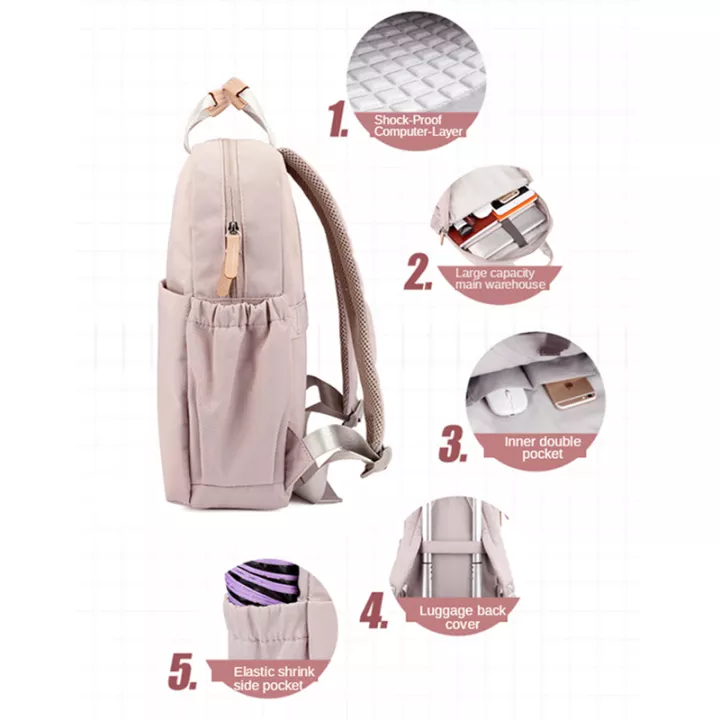 1.
Shock-Proof
Computer-Layer
2.
Large capacity
main warehouse
3.
Inner double
pocket
4.
Luggage back
cover
5.
Elastic shrink
side pocket